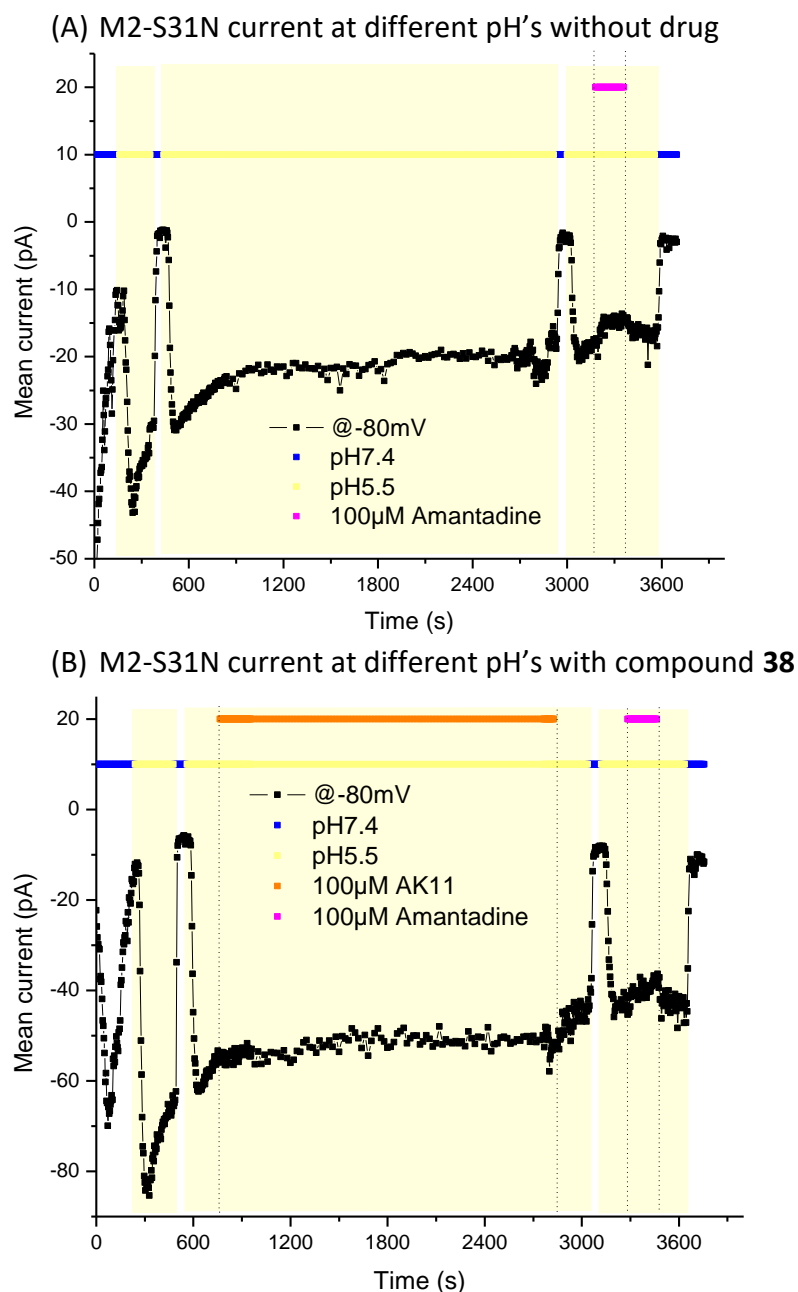 (A) M2-S31N current at different pH’s without drug
20
10
0
-10
-20
-30
-40
-50
Mean current (pA)
@-80mV
pH7.4
pH5.5
100µM Amantadine
0 600 1200 1800 2400 3000 3600
Time (s)
(B) M2-S31N current at different pH’s with compound 38
20
0
-20
-40
-60
-80
Mean current (pA)
@-80mV
pH7.4
pH5.5
100µM AK11
100µM Amantadine
0 600 1200 1800 2400 3000 3600
Time (s)